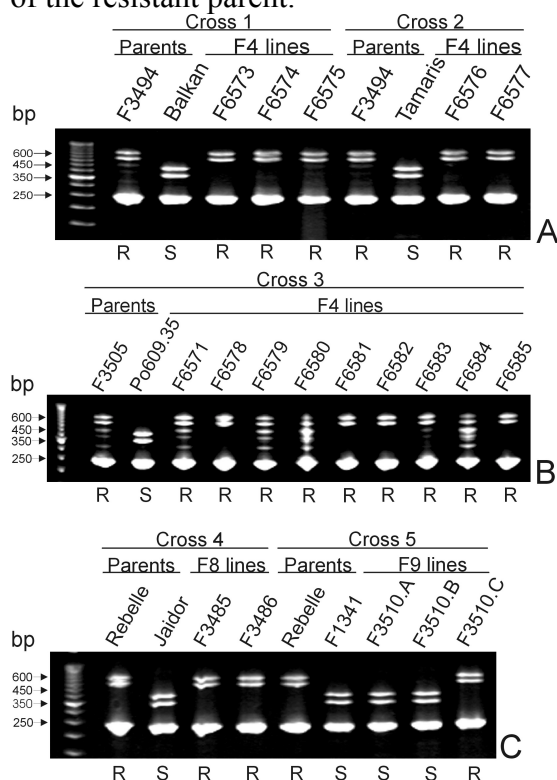 of the resistant parent.
Cross 1 Cross 2
Parents F4 lines Parents F4 lines
F3494 Balkan F6573 F6574 F6575 F3494 Tamaris F6576 F6577
bp
600
450
350
250
A
R S R R R R S R R
Cross 3
Parents F4 lines
F3505 Po609.35 F6571 F6578 F6579 F6580 F6581 F6582 F6583 F6584 F6585
bp
600
450
350
250
B
R S R R R R R R R R R
Cross 4 Cross 5
Parents F8 lines Parents F9 lines
Rebelle Jaidor F3485 F3486 Rebelle F1341 F3510.A F3510.B F3510.C
bp
600
450
350
250
C
R S R R R S S S R